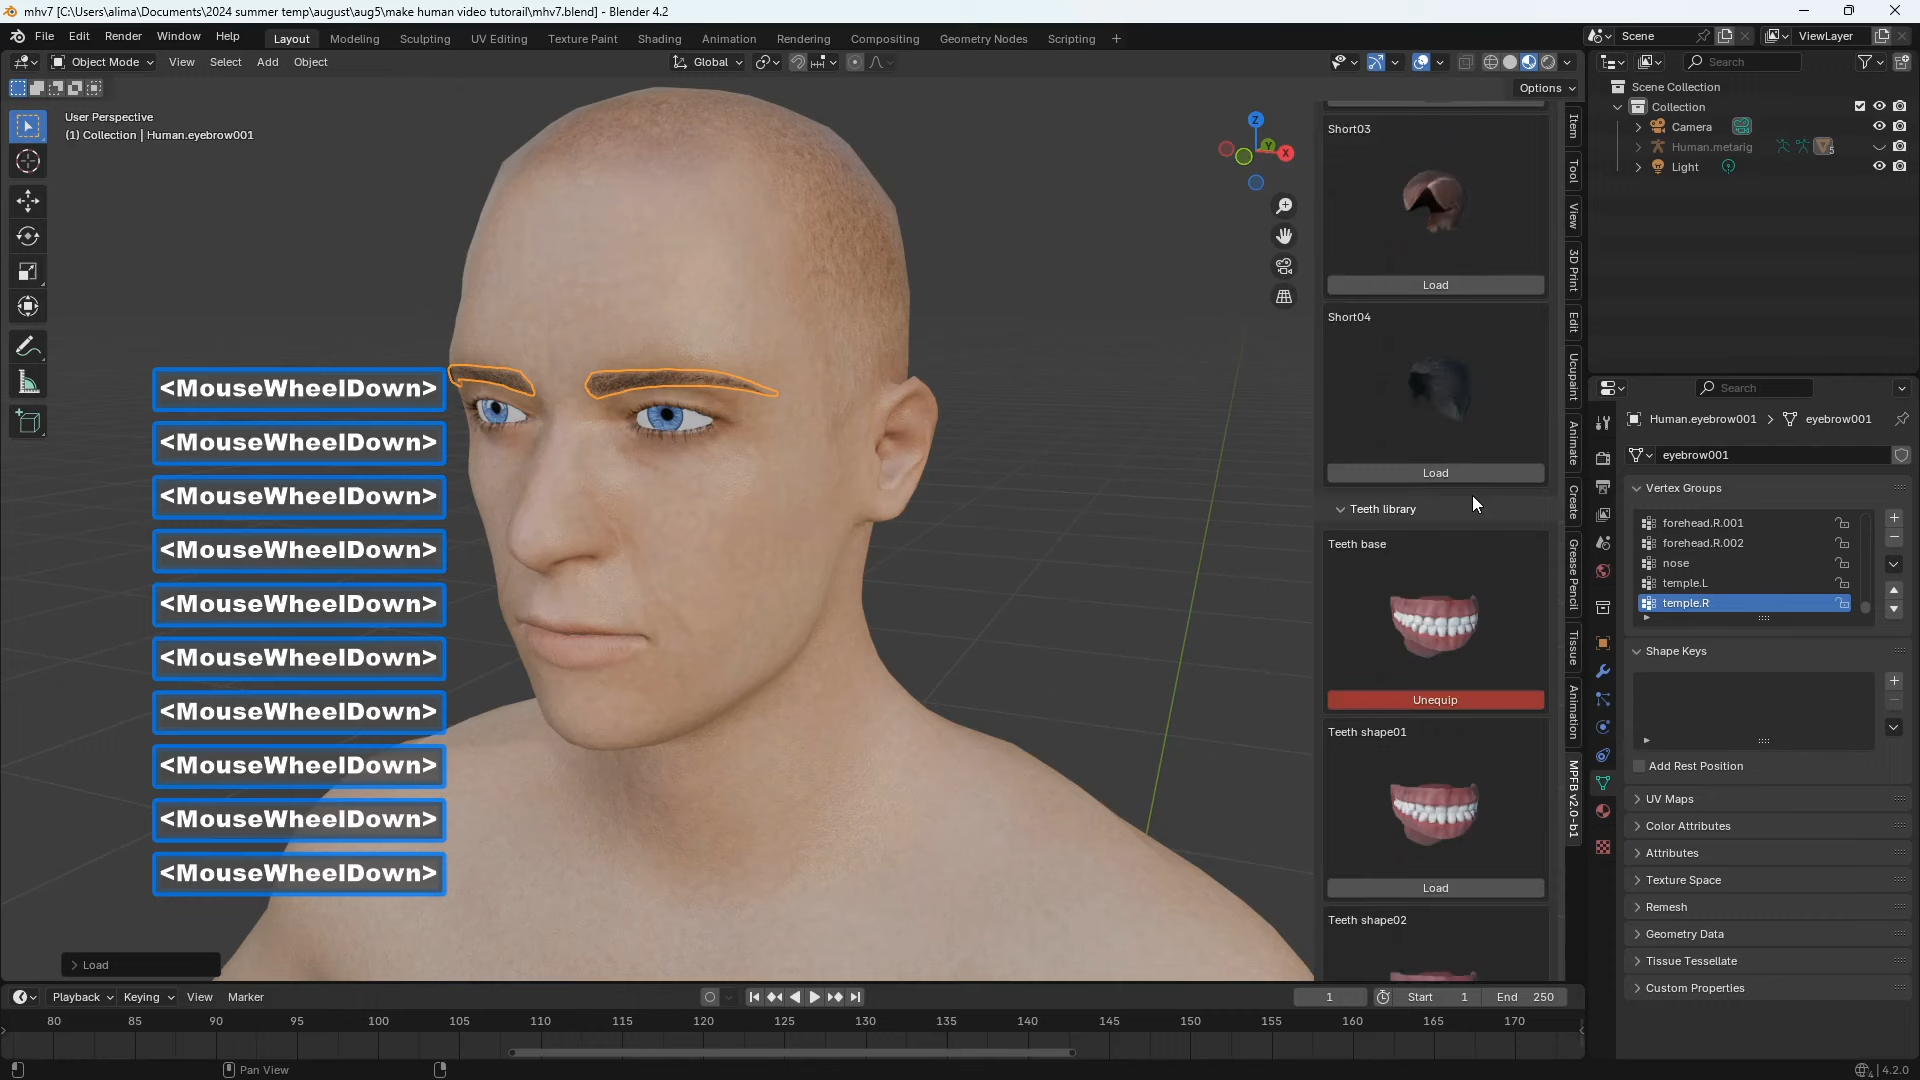 mhv7 [C:\Users\alima\Documents\2024 summer temp\august\aug5\make human video tutorail\mhv7.blend] - Blender 4.2
File Edit Render Window Help Layout Modeling Sculpting UV Editing Texture Paint Shading Animation Rendering Compositing Geometry Nodes Scripting + Scene ViewLayer
Object Mode View Select Add Object Global Search
Options
User Perspective
(1) Collection | Human.eyebrow001
Z
Y
X
<MouseWheelDown>
<MouseWheelDown>
<MouseWheelDown>
<MouseWheelDown>
<MouseWheelDown>
<MouseWheelDown>
<MouseWheelDown>
<MouseWheelDown>
<MouseWheelDown>
<MouseWheelDown>
Load
Short03
Load
Short04
Load
Teeth library
Teeth base
Unequip
Teeth shape01
Load
Teeth shape02
Item
Tool
View
3D Print
Edit
Ucupaint
Animate
Create
Grease Pencil
Tissue
Animation
MPFB v2.0-b1
Scene Collection
Collection
Camera
Human.metarig 5
Light
Search
Human.eyebrow001 > eyebrow001
eyebrow001
Vertex Groups
forehead.R.001
forehead.R.002
nose
temple.L
temple.R
Shape Keys
Add Rest Position
UV Maps
Color Attributes
Attributes
Texture Space
Remesh
Geometry Data
Tissue Tessellate
Custom Properties
Playback Keying View Marker 1 Start 1 End 250
80 85 90 95 100 105 110 115 120 125 130 135 140 145 150 155 160 165 170
Pan View 4.2.0